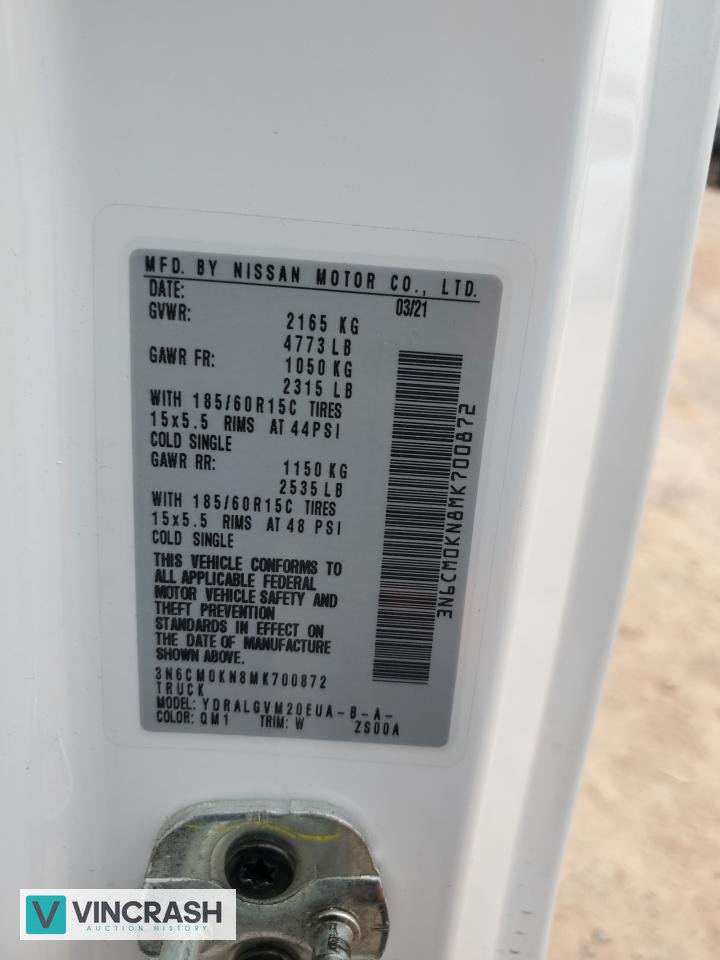 MFD. BY NISSAN MOTOR CO., LTD.
DATE: 03/21
GVWR: 2165 KG
4773 LB
GAWR FR: 1050 KG
2315 LB
WITH 185/60R15C TIRES
15x5.5 RIMS AT 44PSI
COLD SINGLE
GAWR RR: 1150 KG
2535 LB
WITH 185/60R15C TIRES
15x5.5 RIMS AT 48 PSI
COLD SINGLE
THIS VEHICLE CONFORMS TO
ALL APPLICABLE FEDERAL
MOTOR VEHICLE SAFETY AND
THEFT PREVENTION
STANDARDS IN EFFECT ON
THE DATE OF MANUFACTURE
SHOWN ABOVE.
3N6CM0KN8MK700872
TRUCK
MODEL: YDRALGVM20EUA-B-A-
COLOR: QM1 TRIM: W ZS00A
3N6CM0KN8MK700872
V VINCRASH
AUCTION HISTORY